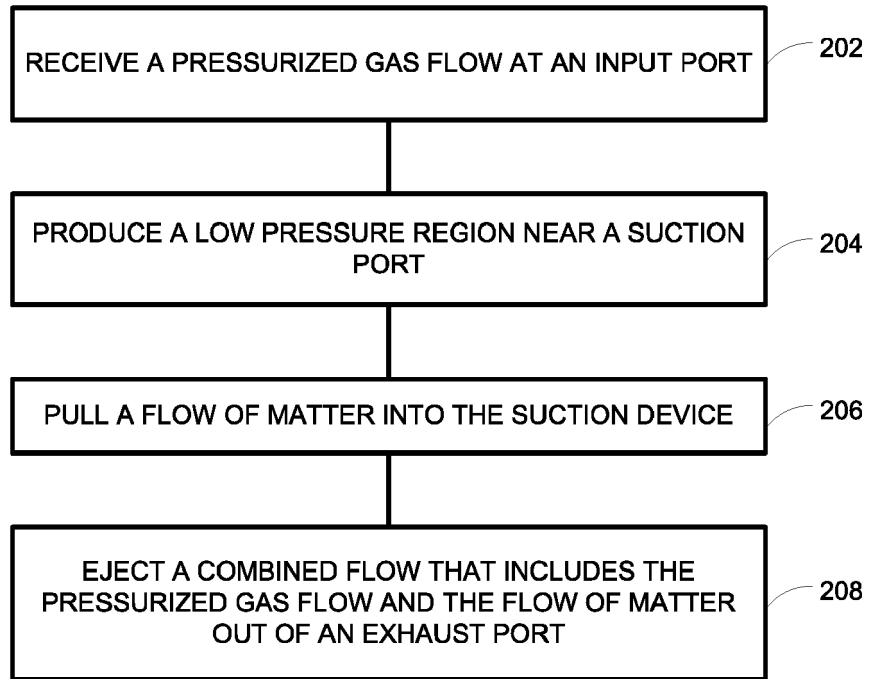 RECEIVE A PRESSURIZED GAS FLOW AT AN INPUT PORT
202
PRODUCE A LOW PRESSURE REGION NEAR A SUCTION
PORT
204
PULL A FLOW OF MATTER INTO THE SUCTION DEVICE
206
EJECT A COMBINED FLOW THAT INCLUDES THE
PRESSURIZED GAS FLOW AND THE FLOW OF MATTER
OUT OF AN EXHAUST PORT
208